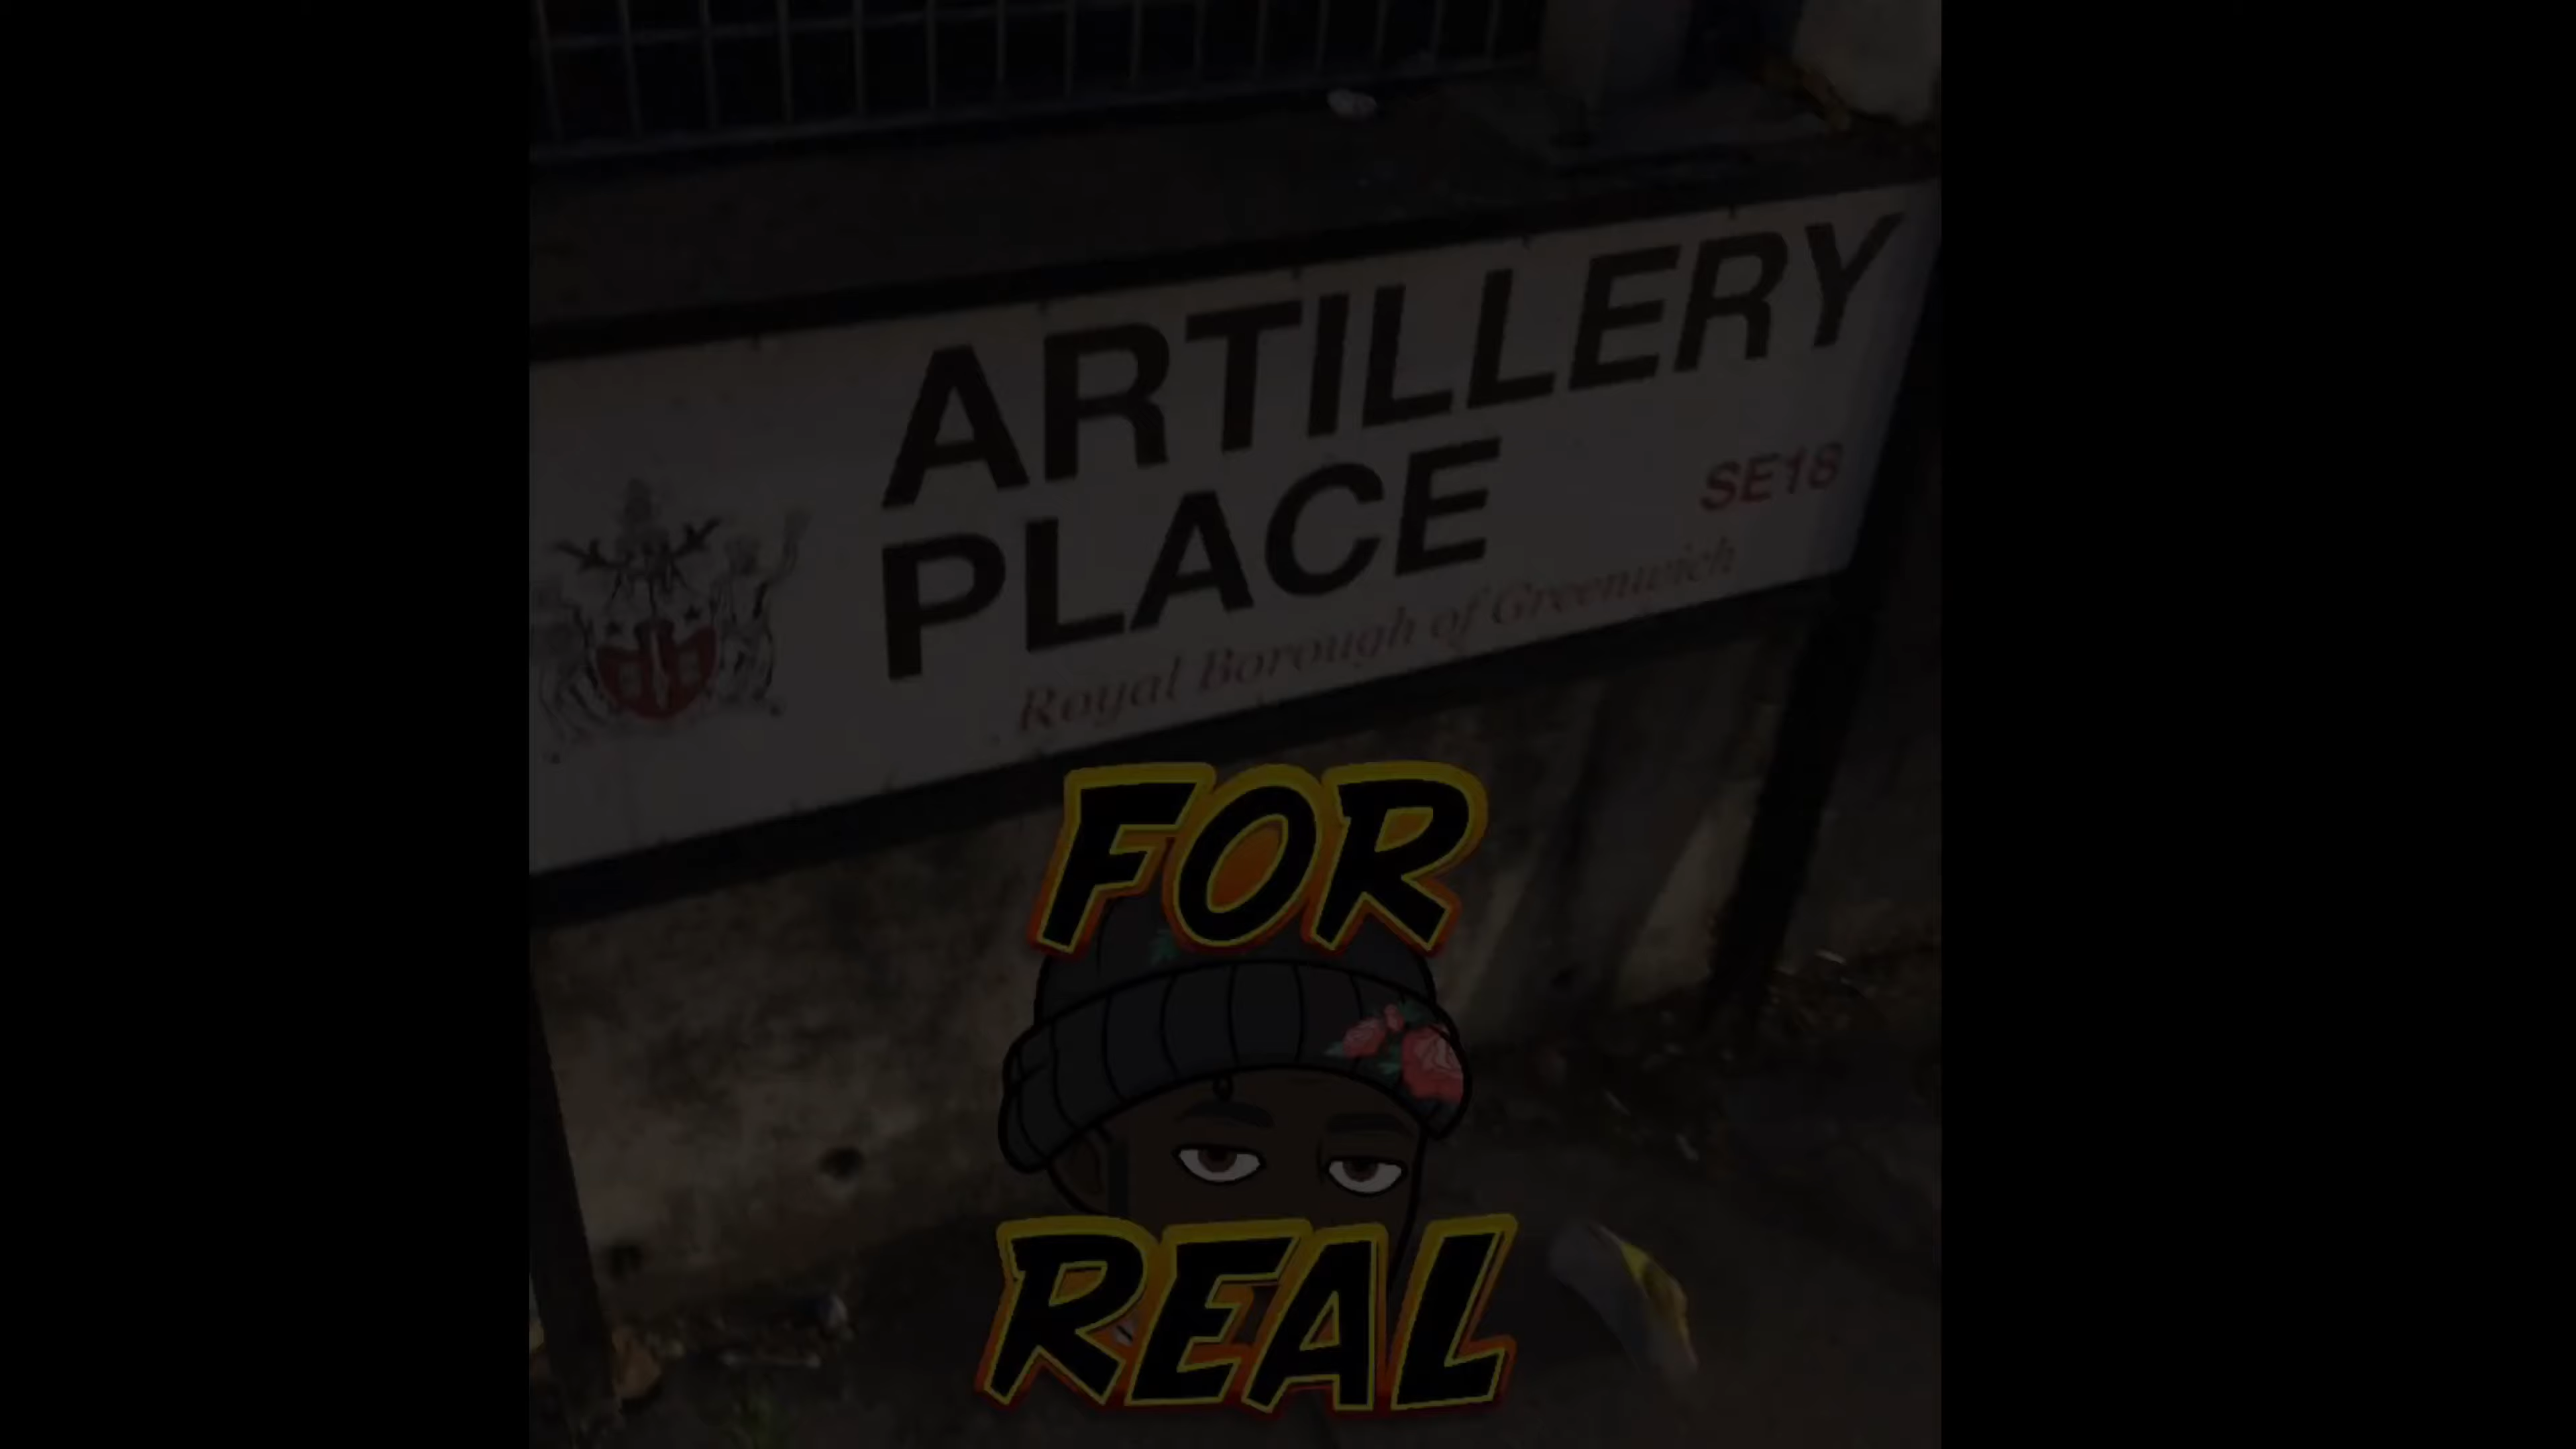 ARTILLERY
PLACE
SE18
Royal Borough of Greenwich
FOR
REAL